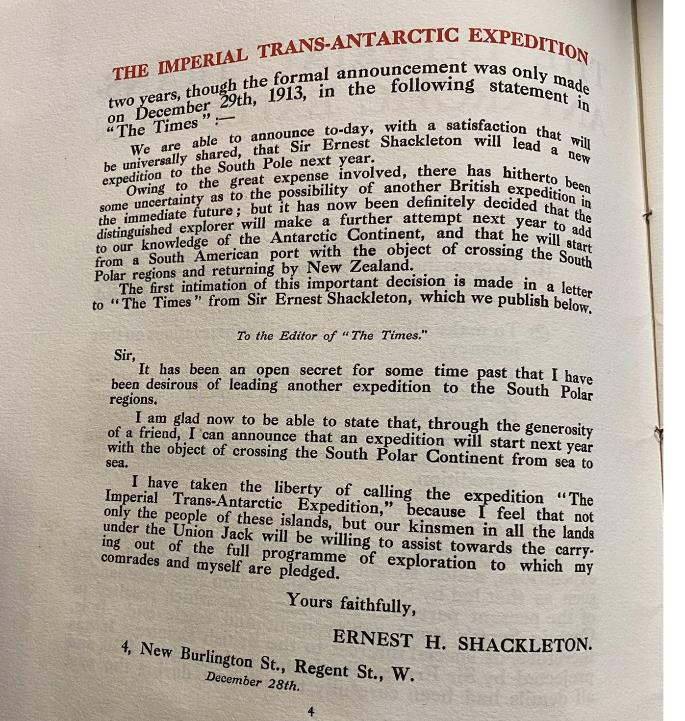 THE IMPERIAL TRANS-ANTARCTIC EXPEDITION
two years, though the formal announcement was only made
on December 29th, 1913, in the following statement in
"The Times":—
We are able to announce to-day, with a satisfaction that will
be universally shared, that Sir Ernest Shackleton will lead a new
expedition to the South Pole next year.
Owing to the great expense involved, there has hitherto been
some uncertainty as to the possibility of another British expedition in
the immediate future; but it has now been definitely decided that the
distinguished explorer will make a further attempt next year to add
to our knowledge of the Antarctic Continent, and that he will start
from a South American port with the object of crossing the South
Polar regions and returning by New Zealand.
The first intimation of this important decision is made in a letter
to "The Times" from Sir Ernest Shackleton, which we publish below.
To the Editor of "The Times."
Sir,
It has been an open secret for some time past that I have
been desirous of leading another expedition to the South Polar
regions.
I am glad now to be able to state that, through the generosity
of a friend, I can announce that an expedition will start next year
with the object of crossing the South Polar Continent from sea to
sea.
I have taken the liberty of calling the expedition "The
Imperial Trans-Antarctic Expedition," because I feel that not
only the people of these islands, but our kinsmen in all the lands
under the Union Jack will be willing to assist towards the carry-
ing out of the full programme of exploration to which my
comrades and myself are pledged.
Yours faithfully,
ERNEST H. SHACKLETON.
4, New Burlington St., Regent St., W.
December 28th.
4